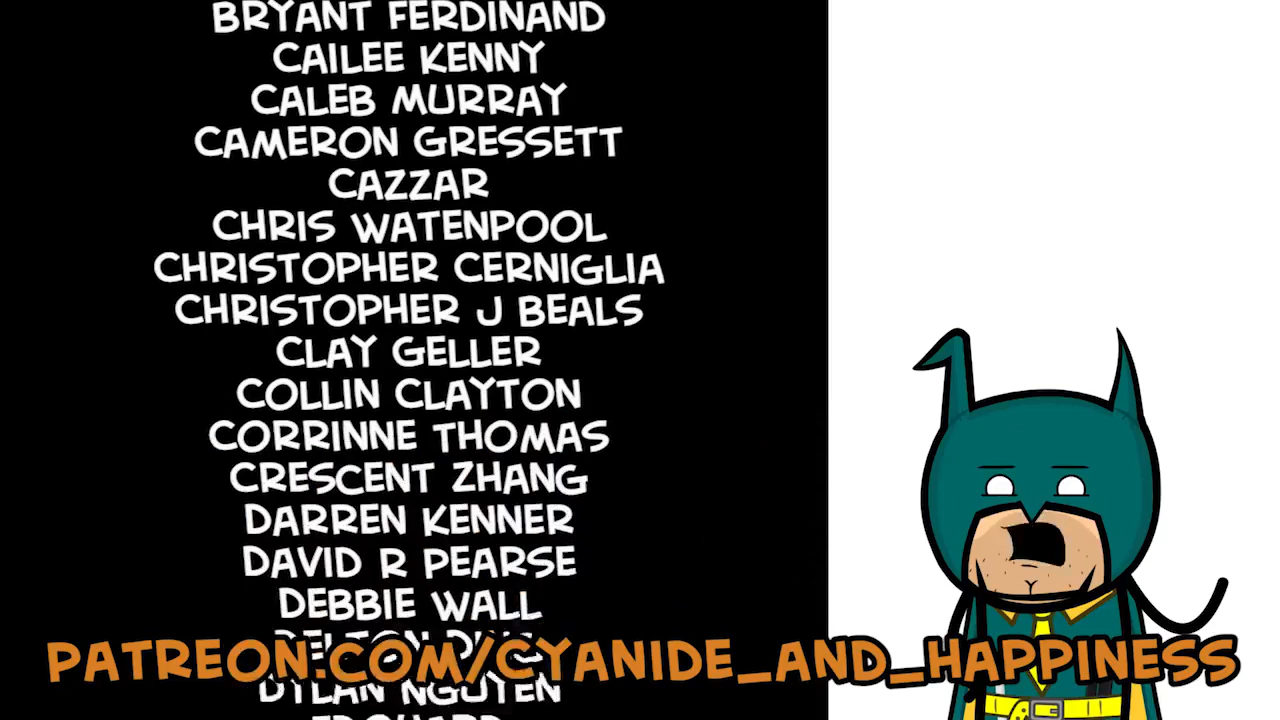 BRYANT FERDINAND
CAILEE KENNY
CALEB MURRAY
CAMERON GRESSETT
CAZZAR
CHRIS WATENPOOL
CHRISTOPHER CERNIGLIA
CHRISTOPHER J BEALS
CLAY GELLER
COLLIN CLAYTON
CORRINNE THOMAS
CRESCENT ZHANG
DARREN KENNER
DAVID R PEARSE
DEBBIE WALL
PATREON.COM/CYANIDE_AND_HAPPINESS
DYLAN NGUYEN